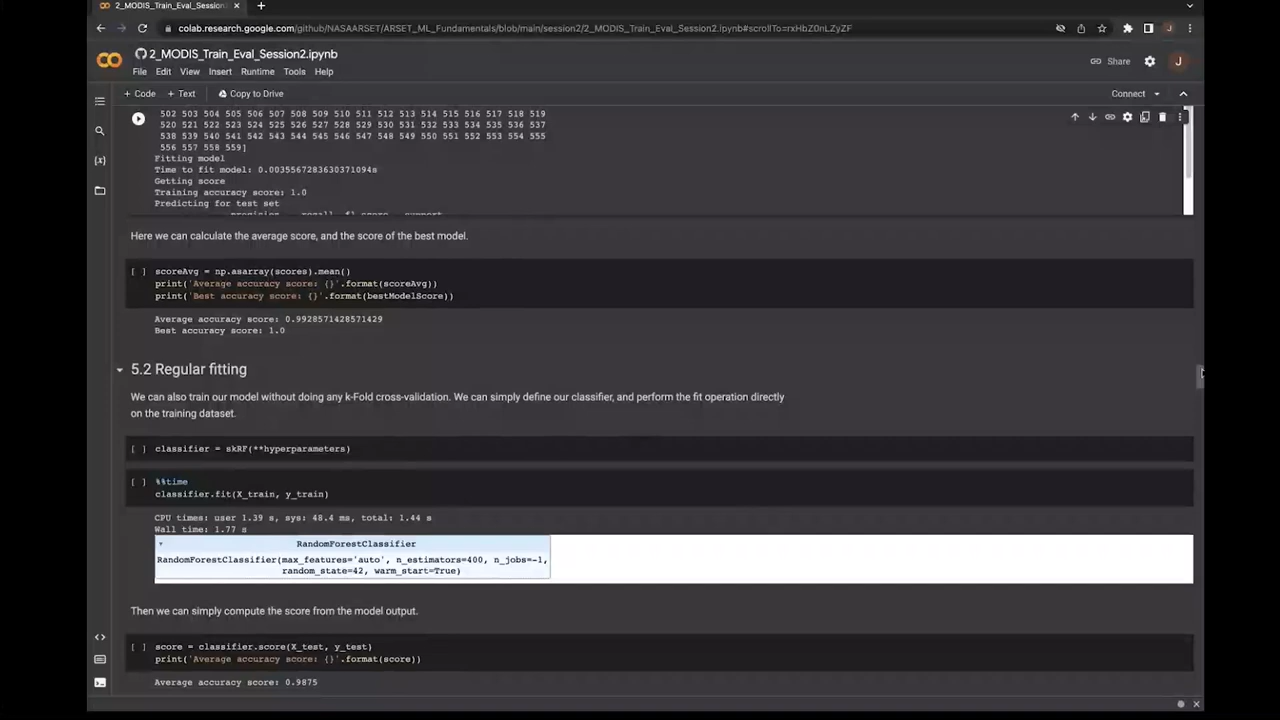 2_MODIS_Train_Eval_Session2.ipynb
colab.research.google.com/github/NASAARSET/ARSET_ML_Fundamentals/blob/main/session2/2_MODIS_Train_Eval_Session2.ipynb#scrollTo=rxHbZ0nLZyZF
2_MODIS_Train_Eval_Session2.ipynb
File Edit View Insert Runtime Tools Help
Share
J
+ Code + Text Copy to Drive
Connect
502 503 504 505 506 507 508 509 510 511 512 513 514 515 516 517 518 519
520 521 522 523 524 525 526 527 528 529 530 531 532 533 534 535 536 537
538 539 540 541 542 543 544 545 546 547 548 549 550 551 552 553 554 555
556 557 558 559]
Fitting model
Time to fit model: 0.0035567283630371094s
Getting score
Training accuracy score: 1.0
Predicting for test set
precision recall f1-score support
Here we can calculate the average score, and the score of the best model.
[ ] scoreAvg = np.asarray(scores).mean()
print('Average accuracy score: {}'.format(scoreAvg))
print('Best accuracy score: {}'.format(bestModelScore))
Average accuracy score: 0.9928571428571429
Best accuracy score: 1.0
5.2 Regular fitting
We can also train our model without doing any k-Fold cross-validation. We can simply define our classifier, and perform the fit operation directly
on the training dataset.
[ ] classifier = skRF(**hyperparameters)
[ ] %%time
classifier.fit(X_train, y_train)
CPU times: user 1.39 s, sys: 48.4 ms, total: 1.44 s
Wall time: 1.77 s
RandomForestClassifier
RandomForestClassifier(max_features='auto', n_estimators=400, n_jobs=-1,
random_state=42, warm_start=True)
Then we can simply compute the score from the model output.
[ ] score = classifier.score(X_test, y_test)
print('Average accuracy score: {}'.format(score))
Average accuracy score: 0.9875